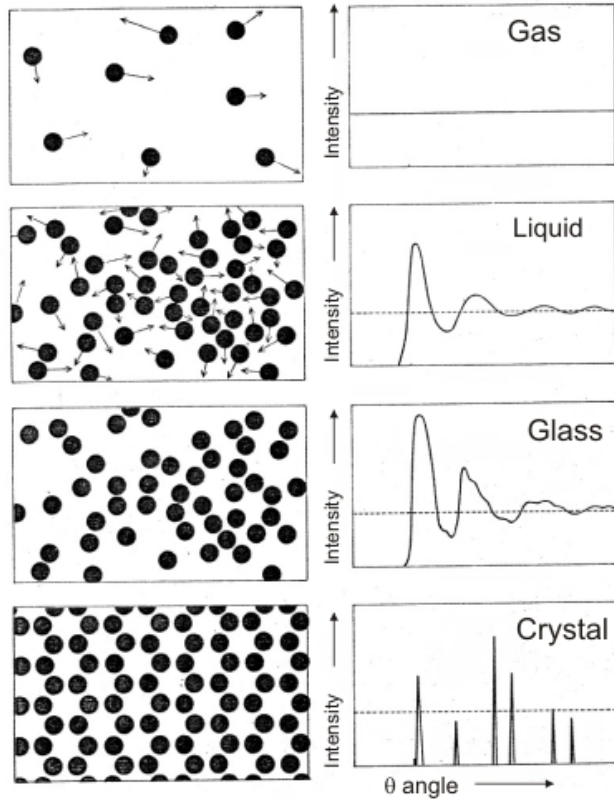 Gas
Intensity
Liquid
Intensity
Glass
Intensity
Crystal
Intensity
θ angle